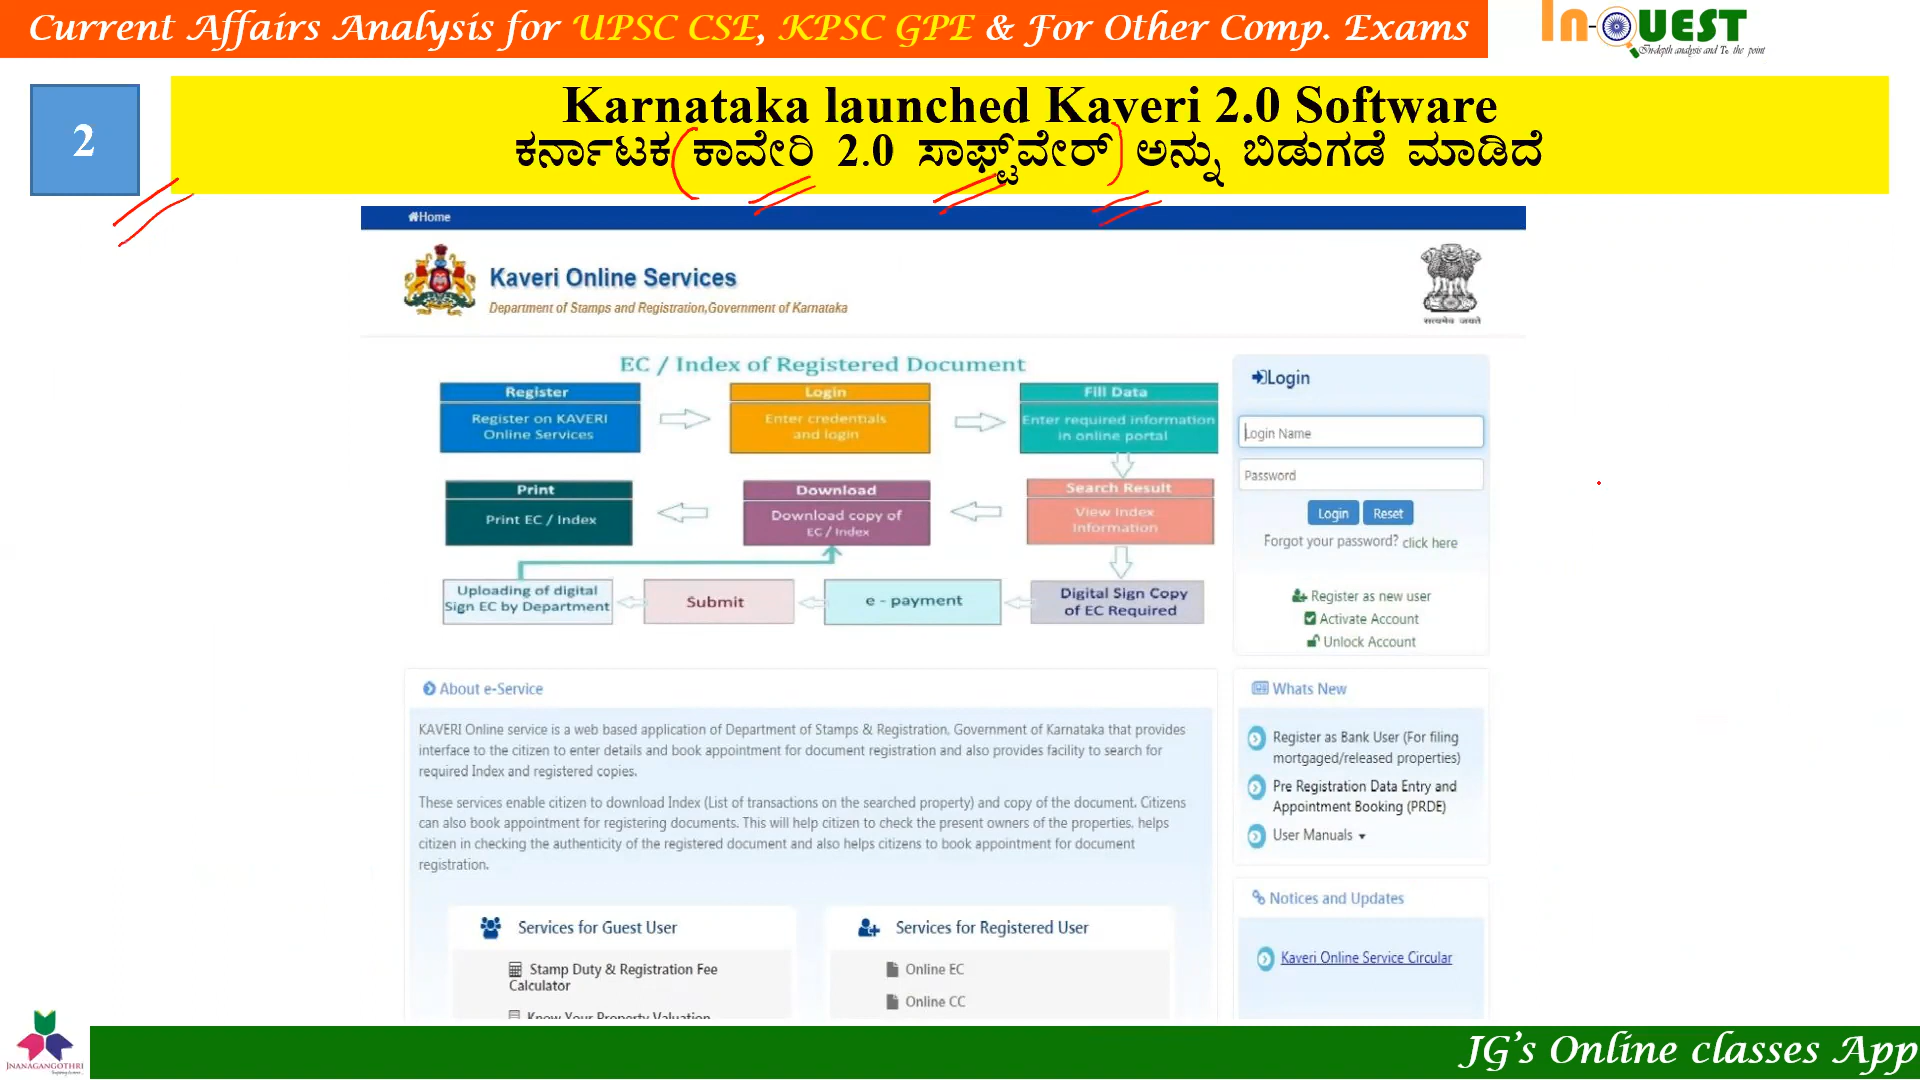 Current Affairs Analysis for UPSC CSE, KPSC GPE & For Other Comp. Exams
In-QUEST
In-depth analysis and To the point
2
Karnataka launched Kaveri 2.0 Software
ಕರ್ನಾಟಕ ಕಾವೇರಿ 2.0 ಸಾಫ್ಟ್‌ವೇರ್ ಅನ್ನು ಬಿಡುಗಡೆ ಮಾಡಿದೆ
Home
Kaveri Online Services
Department of Stamps and Registration,Government of Karnataka
सत्यमेव जयते
EC / Index of Registered Document
Register
Register on KAVERI
Online Services
Login
Enter credentials
and login
Fill Data
Enter required information
in online portal
Print
Print EC / Index
Download
Download copy of
EC / Index
Search Result
View Index
Information
Uploading of digital
Sign EC by Department
Submit
e - payment
Digital Sign Copy
of EC Required
Login
Login Name
Password
Login Reset
Forgot your password? click here
Register as new user
Activate Account
Unlock Account
About e-Service
KAVERI Online service is a web based application of Department of Stamps & Registration, Government of Karnataka that provides
interface to the citizen to enter details and book appointment for document registration and also provides facility to search for
required Index and registered copies.
These services enable citizen to download Index (List of transactions on the searched property) and copy of the document. Citizens
can also book appointment for registering documents. This will help citizen to check the present owners of the properties, helps
citizen in checking the authenticity of the registered document and also helps citizens to book appointment for document
registration.
Services for Guest User
Stamp Duty & Registration Fee
Calculator
Know Your Property Valuation
Services for Registered User
Online EC
Online CC
Whats New
Register as Bank User (For filing
mortgaged/released properties)
Pre Registration Data Entry and
Appointment Booking (PRDE)
User Manuals
Notices and Updates
Kaveri Online Service Circular
JNANAGANGOTHRI
JG's Online classes App